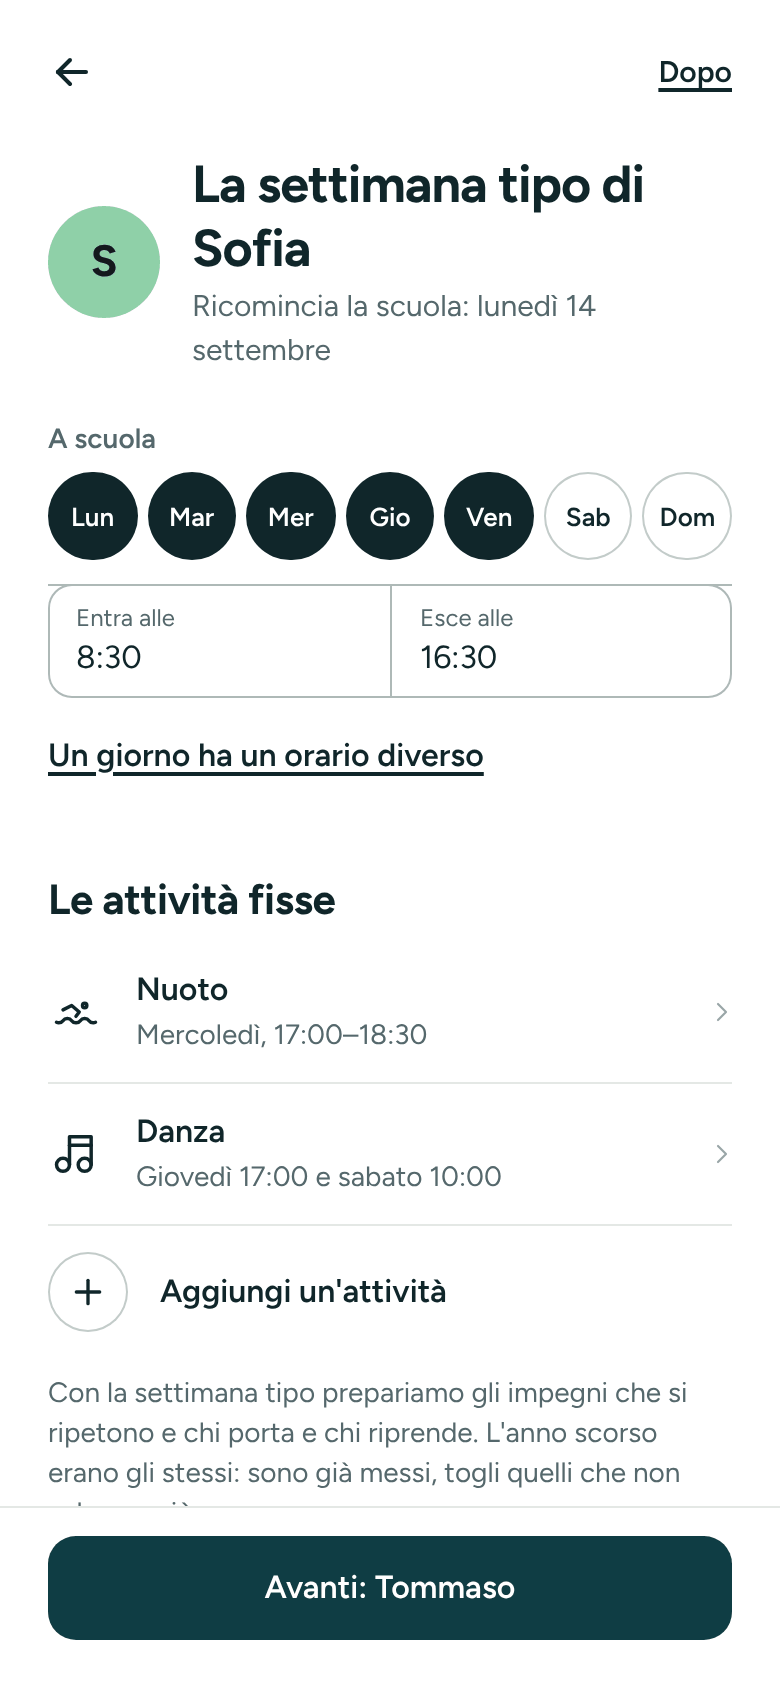 Dopo
La settimana tipo di
Sofia
S
Ricomincia la scuola: lunedì 14
settembre
A scuola
Lun Mar Mer Gio Ven Sab Dom
Entra alle Esce alle
8:30 16:30
Un giorno ha un orario diverso
Le attività fisse
Nuoto
Mercoledì, 17:00–18:30
Danza
Giovedì 17:00 e sabato 10:00
Aggiungi un'attività
Con la settimana tipo prepariamo gli impegni che si
ripetono e chi porta e chi riprende. L'anno scorso
erano gli stessi: sono già messi, togli quelli che non
Avanti: Tommaso